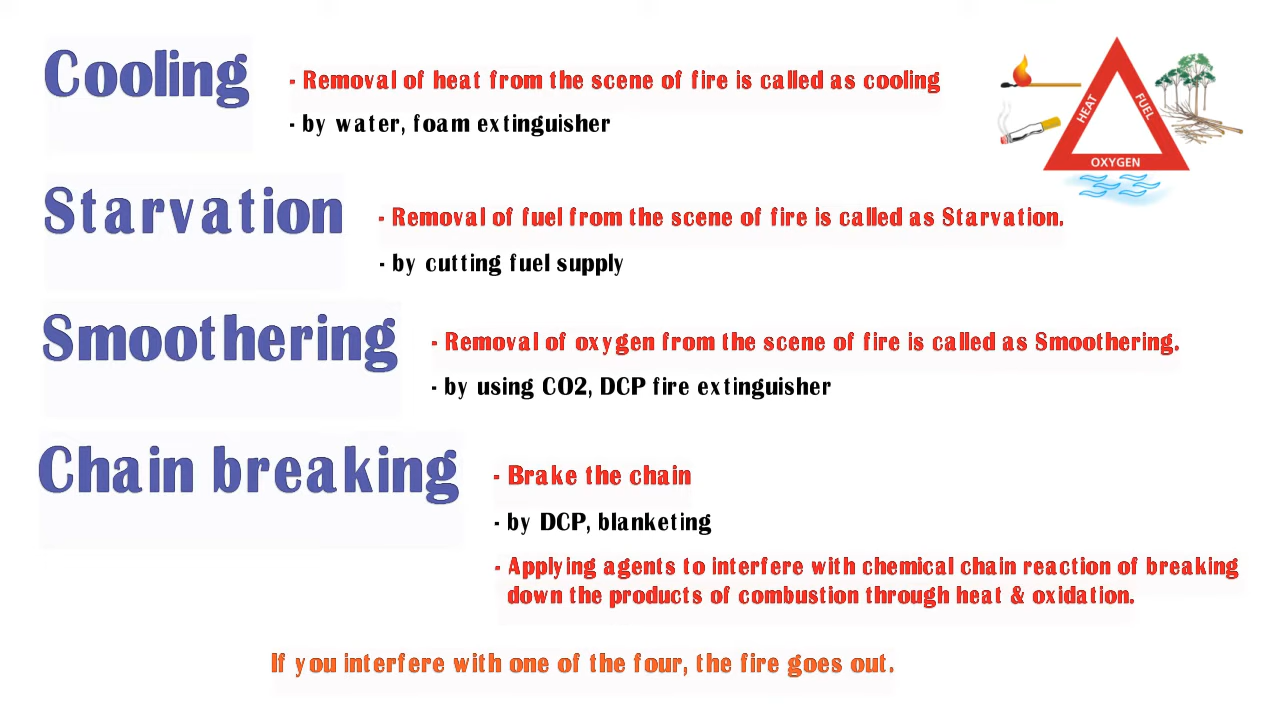 Cooling
- Removal of heat from the scene of fire is called as cooling
- by water, foam extinguisher
HEAT
FUEL
OXYGEN
Starvation
- Removal of fuel from the scene of fire is called as Starvation.
- by cutting fuel supply
Smoothering
- Removal of oxygen from the scene of fire is called as Smoothering.
- by using CO2, DCP fire extinguisher
Chain breaking
- Brake the chain
- by DCP, blanketing
- Applying agents to interfere with chemical chain reaction of breaking
down the products of combustion through heat & oxidation.
If you interfere with one of the four, the fire goes out.